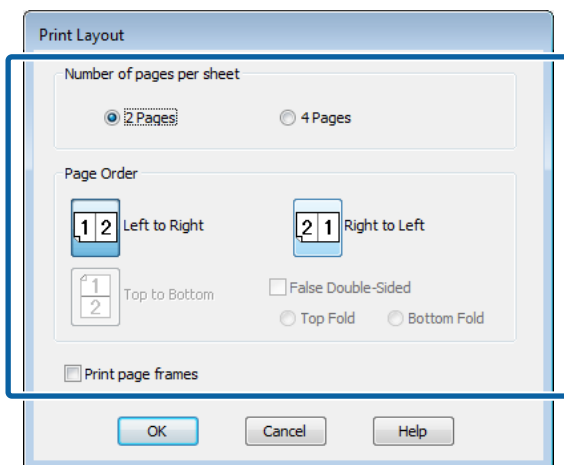 Print Layout
Number of pages per sheet
2 Pages
4 Pages
Page Order
1 2 Left to Right
2 1 Right to Left
1
2
Top to Bottom
False Double-Sided
Top Fold
Bottom Fold
Print page frames
OK
Cancel
Help